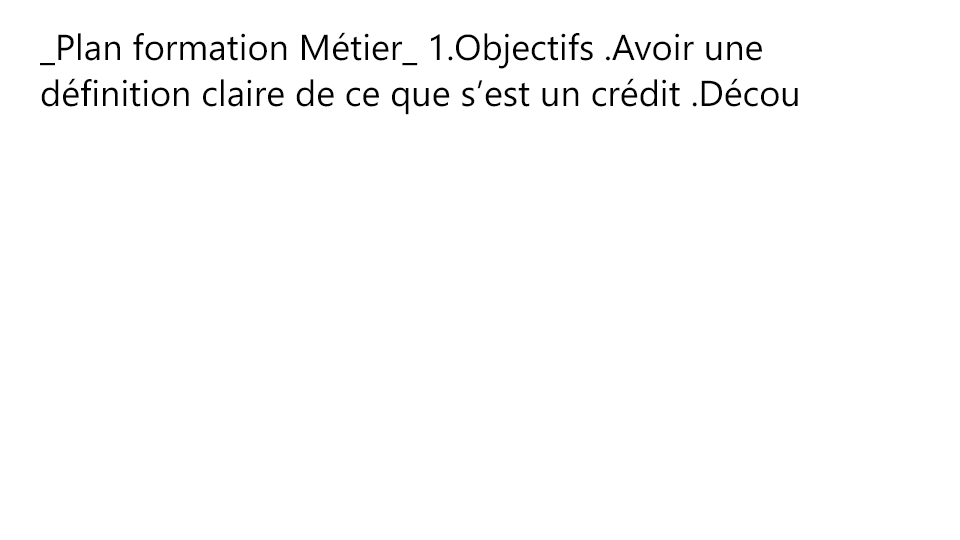 _Plan formation Métier_ 1.Objectifs .Avoir une
définition claire de ce que s’est un crédit .Décou